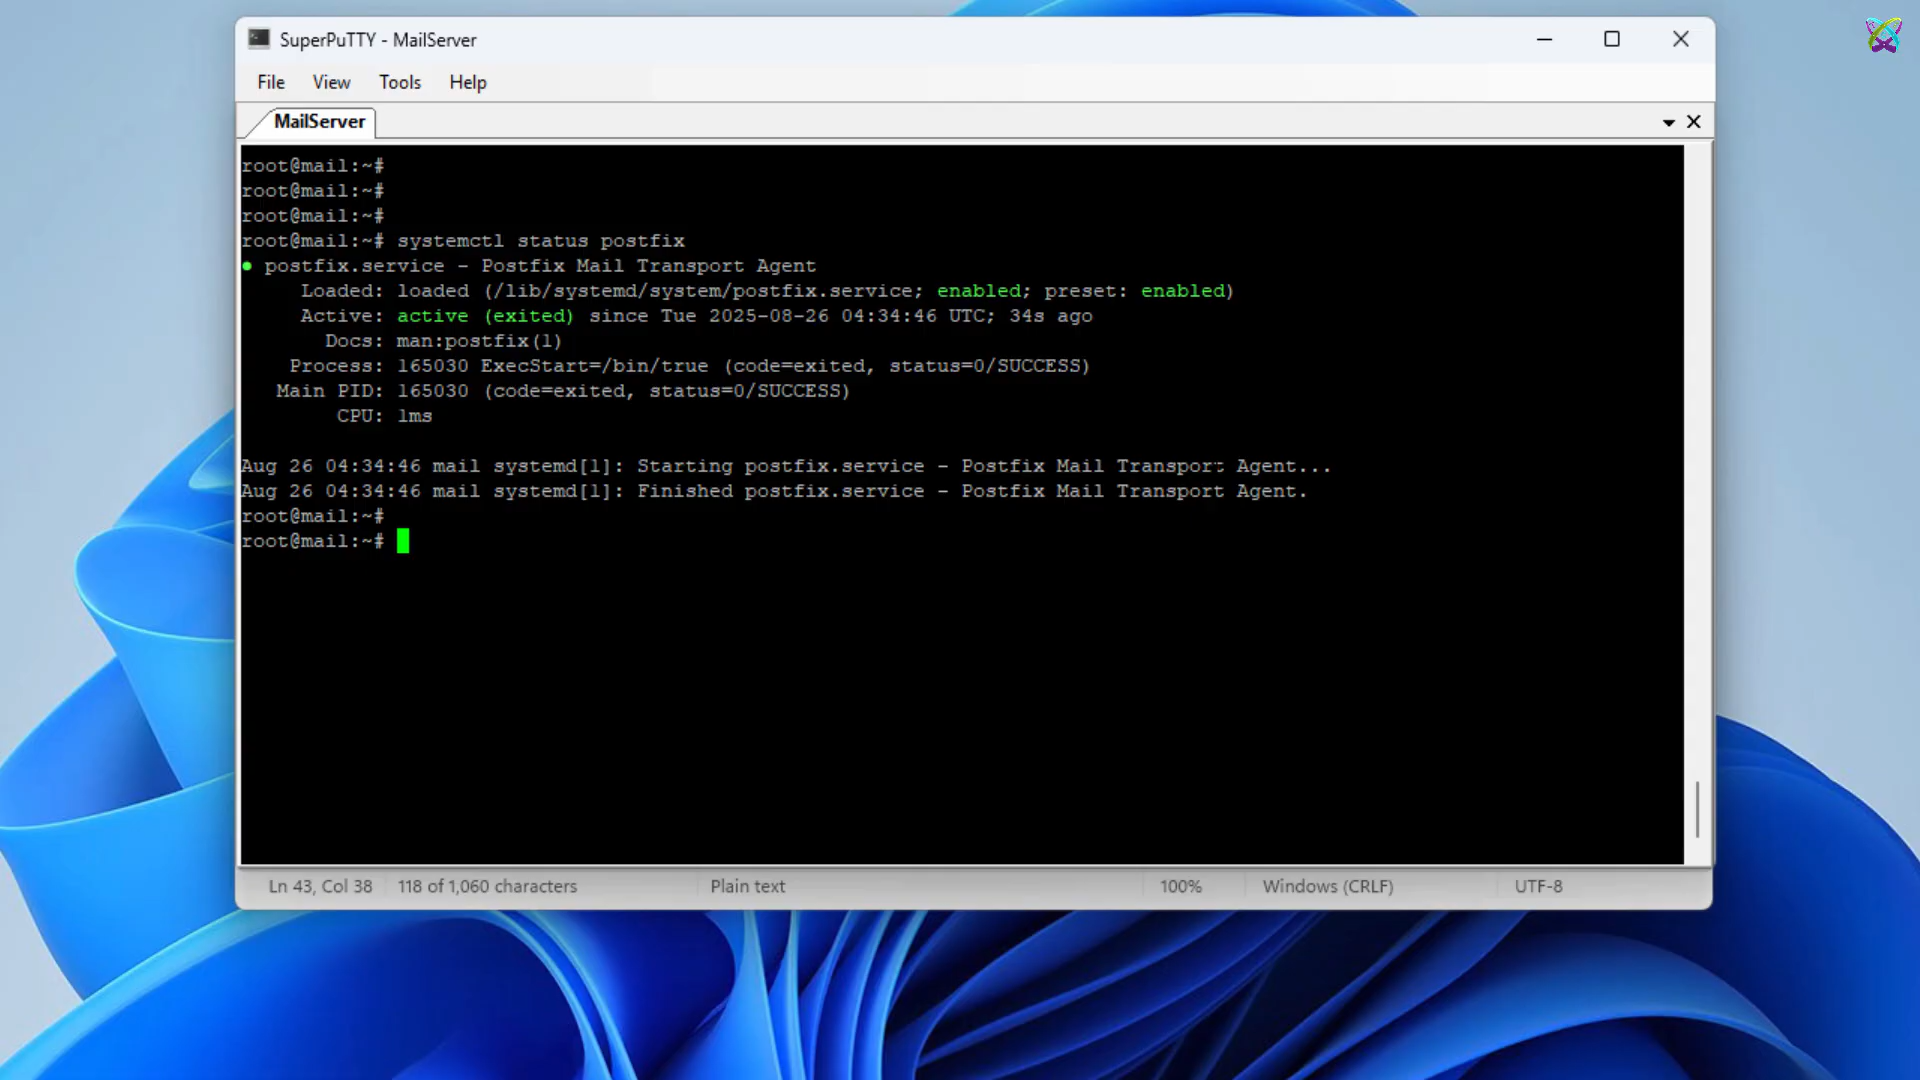 SuperPuTTY - MailServer
File View Tools Help
MailServer
root@mail:~#
root@mail:~#
root@mail:~#
root@mail:~# systemctl status postfix
● postfix.service - Postfix Mail Transport Agent
Loaded: loaded (/lib/systemd/system/postfix.service; enabled; preset: enabled)
Active: active (exited) since Tue 2025-08-26 04:34:46 UTC; 34s ago
Docs: man:postfix(1)
Process: 165030 ExecStart=/bin/true (code=exited, status=0/SUCCESS)
Main PID: 165030 (code=exited, status=0/SUCCESS)
CPU: 1ms
Aug 26 04:34:46 mail systemd[1]: Starting postfix.service - Postfix Mail Transport Agent...
Aug 26 04:34:46 mail systemd[1]: Finished postfix.service - Postfix Mail Transport Agent.
root@mail:~#
root@mail:~#
Ln 43, Col 38 118 of 1,060 characters Plain text 100% Windows (CRLF) UTF-8